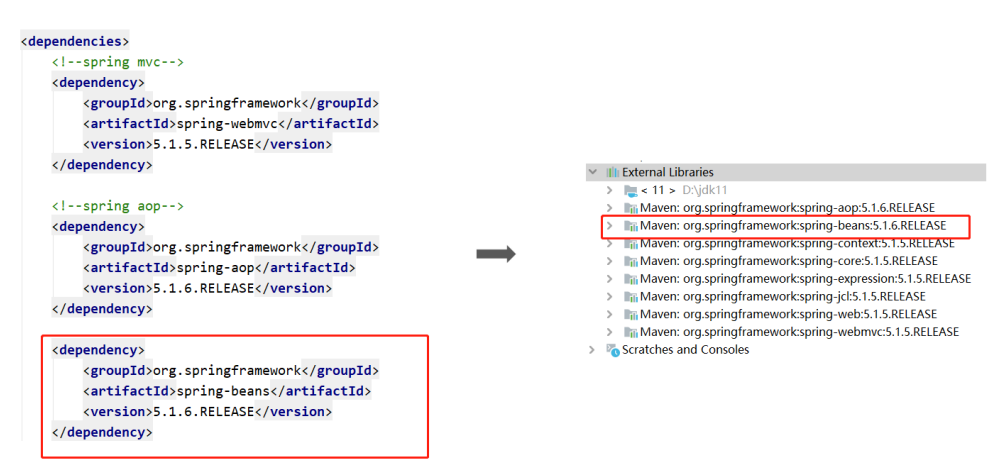 <dependencies>
<!--spring mvc-->
<dependency>
<groupId>org.springframework</groupId>
<artifactId>spring-webmvc</artifactId>
<version>5.1.5.RELEASE</version>
</dependency>
<!--spring aop-->
<dependency>
<groupId>org.springframework</groupId>
<artifactId>spring-aop</artifactId>
<version>5.1.6.RELEASE</version>
</dependency>
<dependency>
<groupId>org.springframework</groupId>
<artifactId>spring-beans</artifactId>
<version>5.1.6.RELEASE</version>
</dependency>
External Libraries
< 11 > D:\jdk11
Maven: org.springframework:spring-aop:5.1.6.RELEASE
Maven: org.springframework:spring-beans:5.1.6.RELEASE
Maven: org.springframework:spring-context:5.1.5.RELEASE
Maven: org.springframework:spring-core:5.1.5.RELEASE
Maven: org.springframework:spring-expression:5.1.5.RELEASE
Maven: org.springframework:spring-jcl:5.1.5.RELEASE
Maven: org.springframework:spring-web:5.1.5.RELEASE
Maven: org.springframework:spring-webmvc:5.1.5.RELEASE
Scratches and Consoles